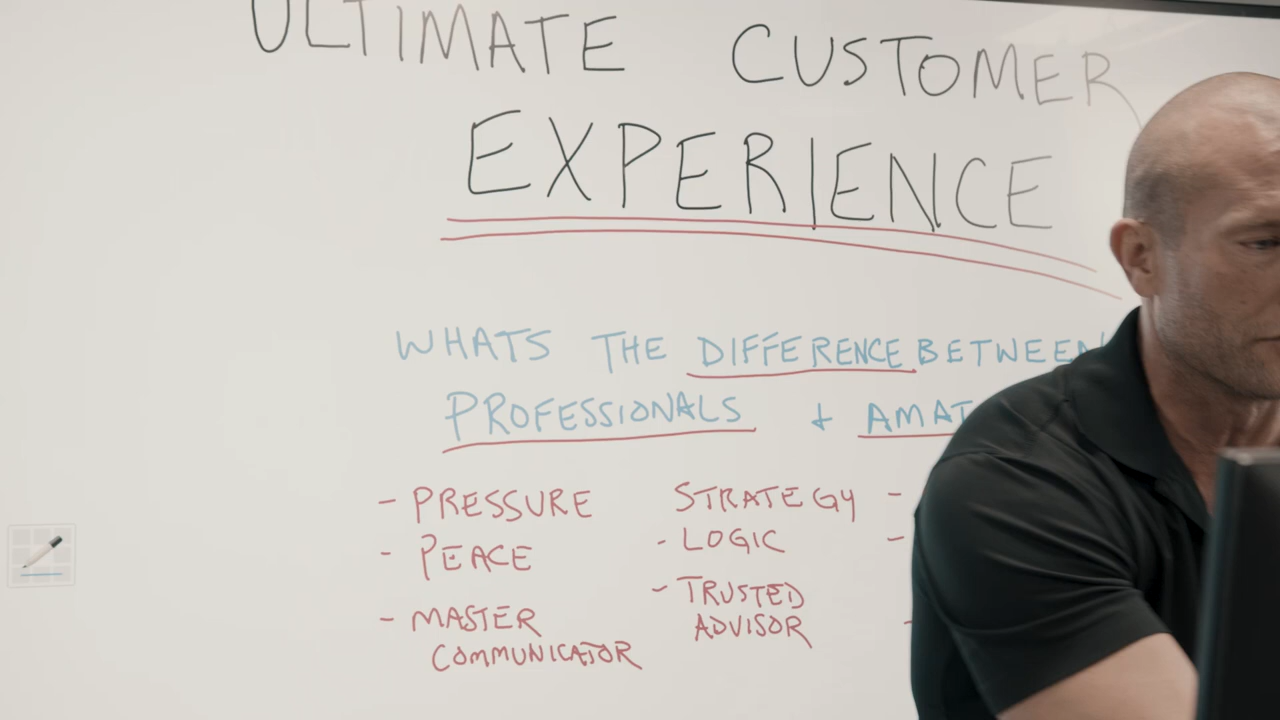 ULTIMATE CUSTOMER
EXPERIENCE
WHATS THE DIFFERENCE BETWEEN
PROFESSIONALS + AMAT
- PRESSURE
- PEACE
- MASTER
COMMUNICATOR
STRATEGY
- LOGIC
- TRUSTED
ADVISOR
-
-
-